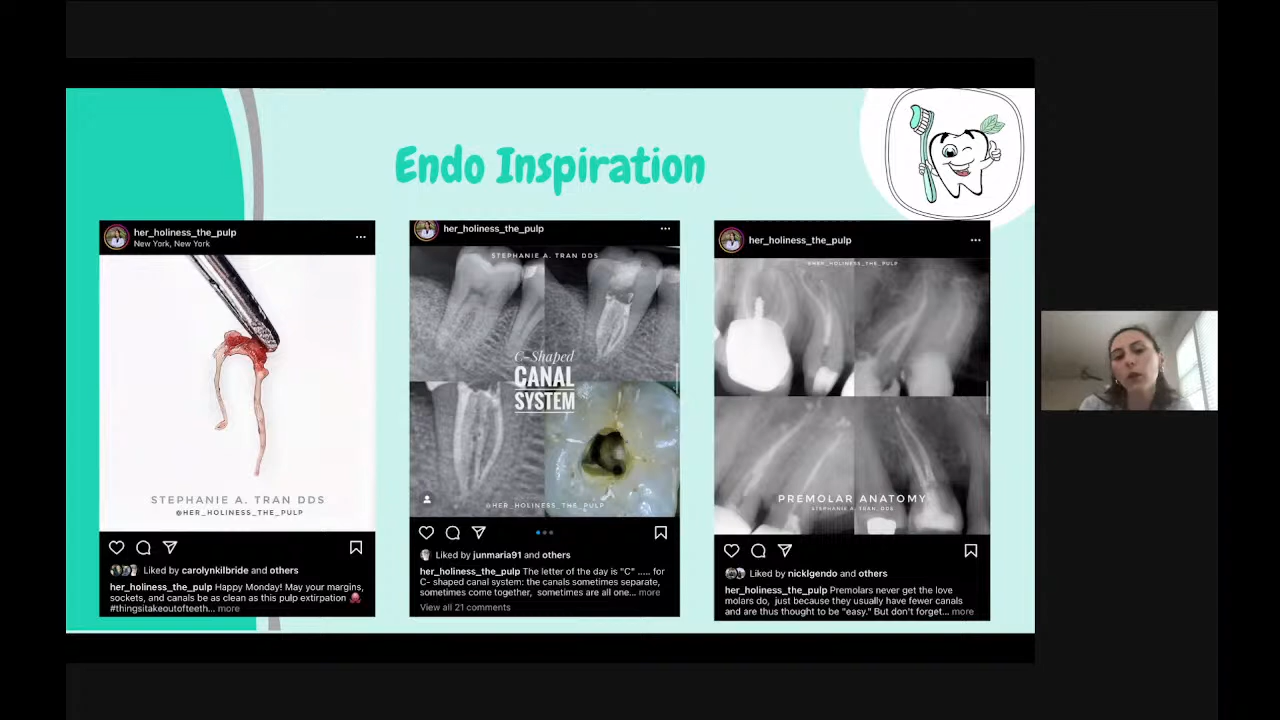 Endo Inspiration
her_holiness_the_pulp
New York, New York
STEPHANIE A. TRAN DDS
@HER_HOLINESS_THE_PULP
Liked by carolynkilbride and others
her_holiness_the_pulp Happy Monday! May your margins,
sockets, and canals be as clean as this pulp extirpation
#thingsitakeoutofteeth... more
her_holiness_the_pulp
STEPHANIE A. TRAN DDS
C-Shaped
CANAL
SYSTEM
@HER_HOLINESS_THE_PULP
Liked by junmaria91 and others
her_holiness_the_pulp The letter of the day is "C" ..... for
C- shaped canal system: the canals sometimes separate,
sometimes come together, sometimes are all one... more
View all 21 comments
her_holiness_the_pulp
@HER_HOLINESS_THE_PULP
PREMOLAR ANATOMY
STEPHANIE A. TRAN, DDS
Liked by nicklgendo and others
her_holiness_the_pulp Premolars never get the love
molars do, just because they usually have fewer canals
and are thus thought to be "easy." But don't forget... more